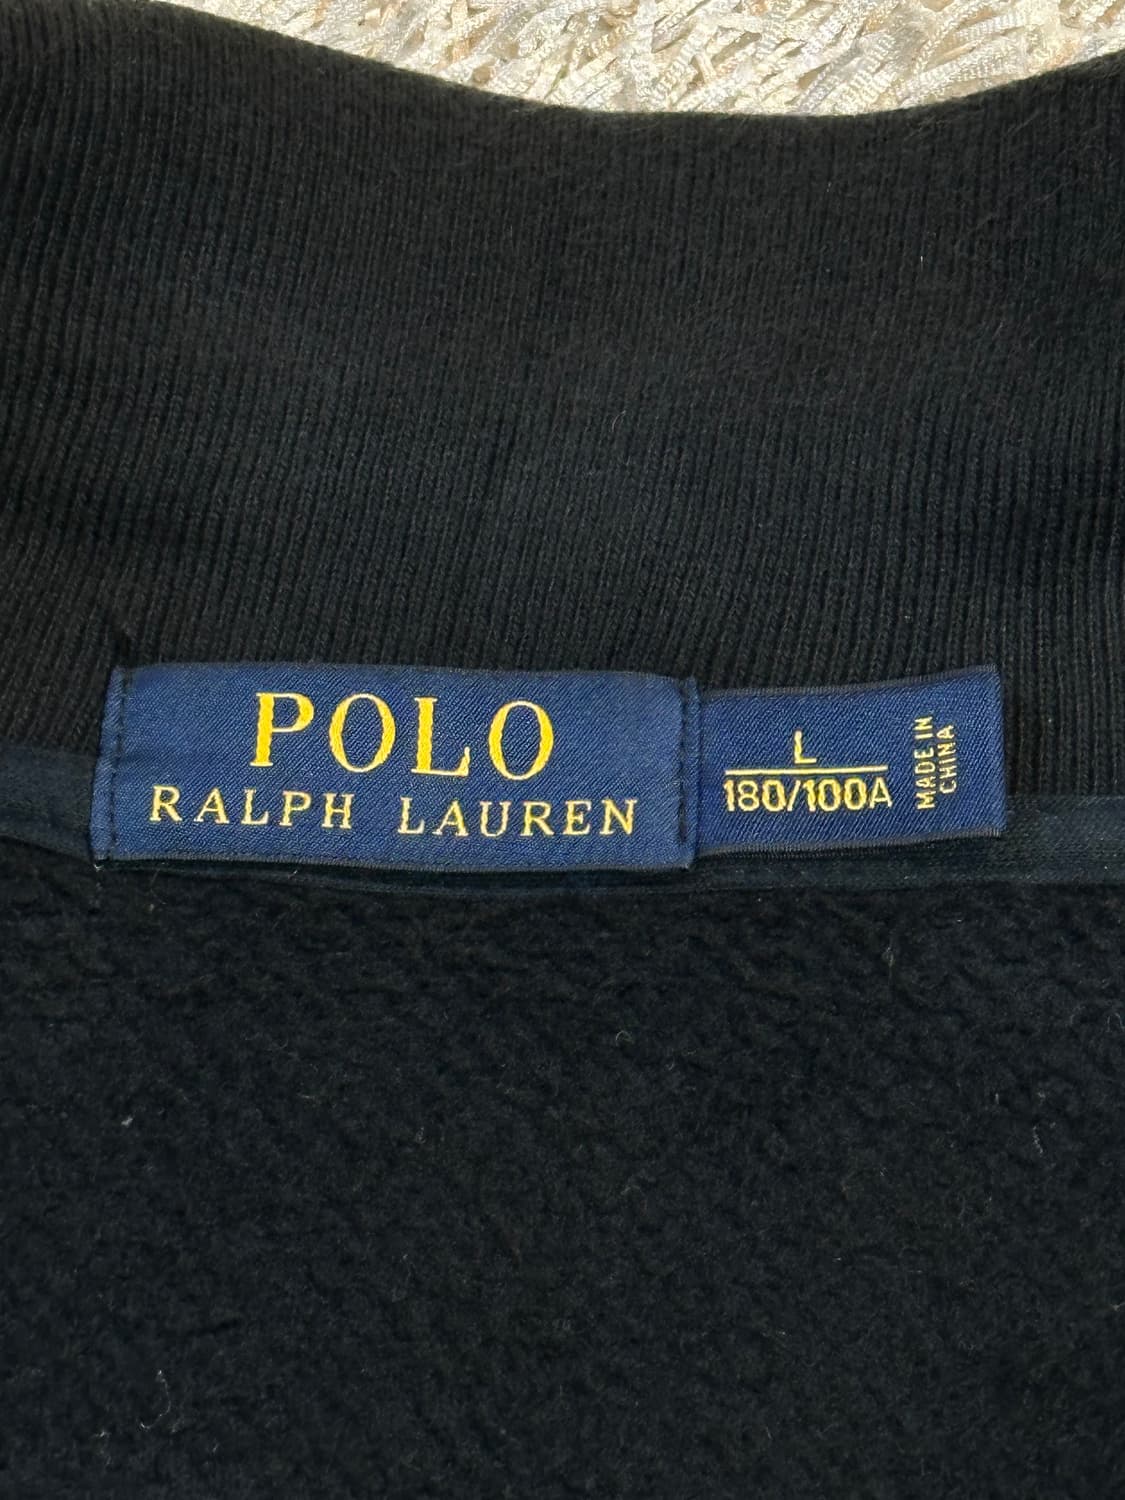 POLO
RALPH LAUREN
L
180/100A
MADE IN
CHINA